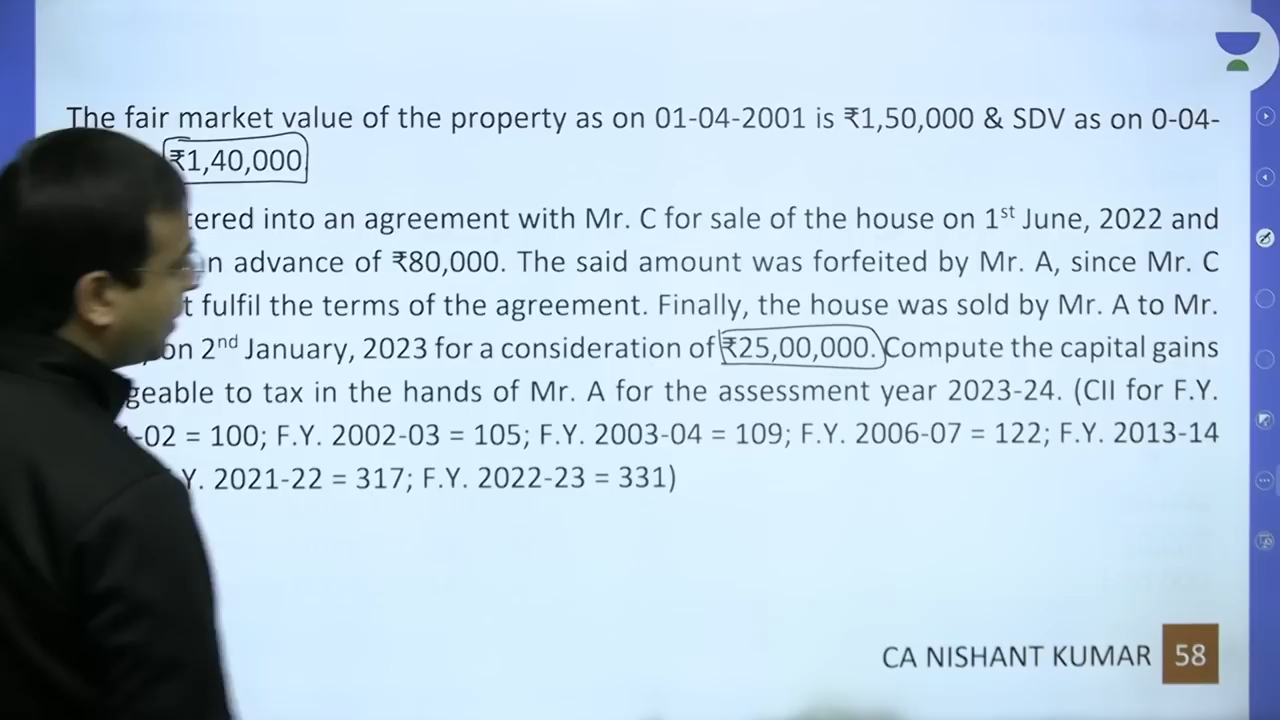 The fair market value of the property as on 01-04-2001 is ₹1,50,000 & SDV as on 0-04-
₹1,40,000
into an agreement with Mr. C for sale of the house on 1st June, 2022 and
advance of ₹80,000. The said amount was forfeited by Mr. A, since Mr. C
fulfil the terms of the agreement. Finally, the house was sold by Mr. A to Mr.
on 2nd January, 2023 for a consideration of ₹25,00,000. Compute the capital gains
to tax in the hands of Mr. A for the assessment year 2023-24. (CII for F.Y.
-02 = 100; F.Y. 2002-03 = 105; F.Y. 2003-04 = 109; F.Y. 2006-07 = 122; F.Y. 2013-14
Y. 2021-22 = 317; F.Y. 2022-23 = 331)
CA NISHANT KUMAR 58